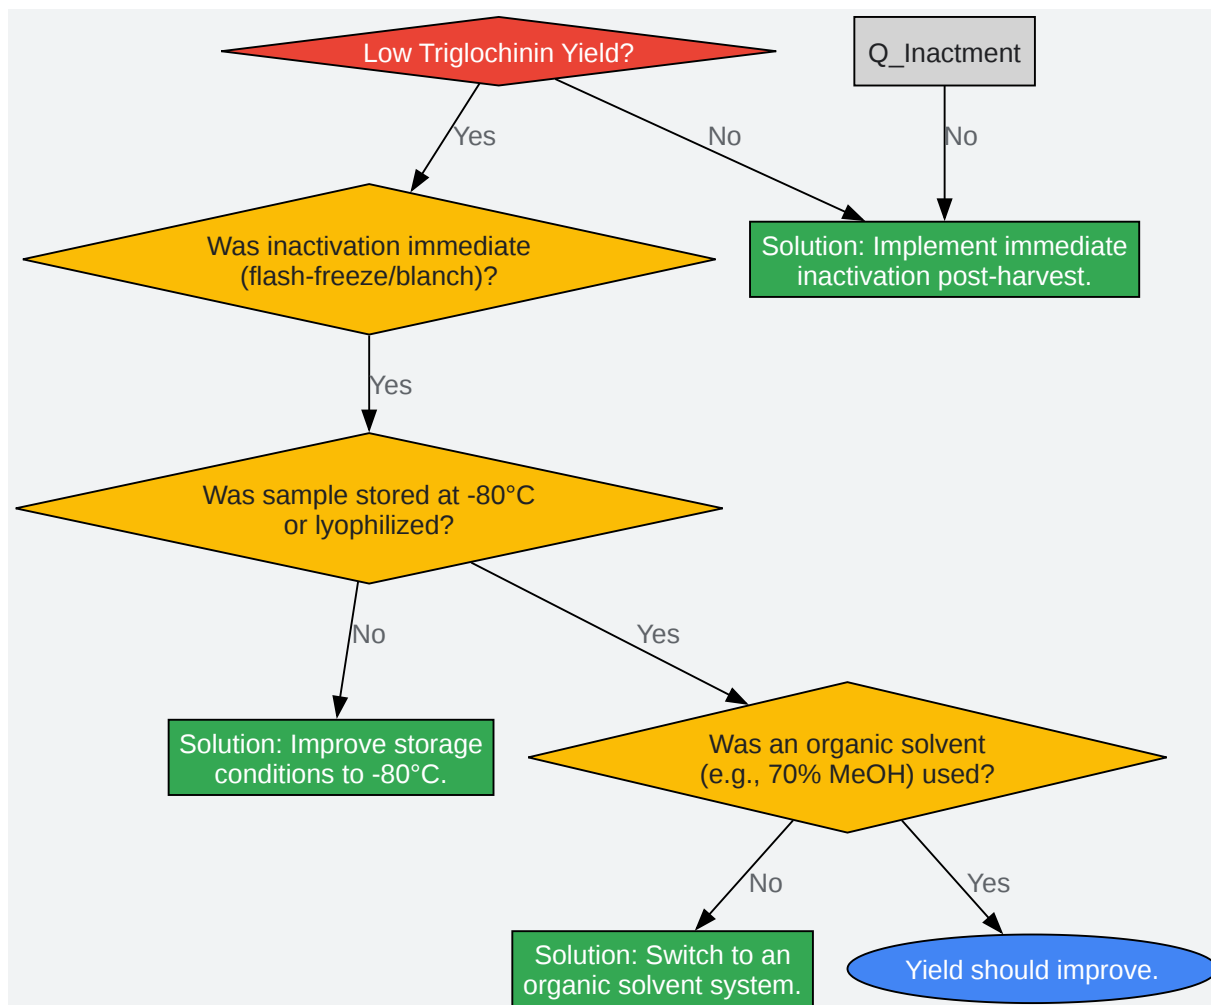 Low Triglochinin Yield?
Q_Inactment
Yes
No
No
Was inactivation immediate
(flash-freeze/blanch)?
Solution: Implement immediate
inactivation post-harvest.
Yes
Was sample stored at -80°C
or lyophilized?
No
Yes
Solution: Improve storage
conditions to -80°C.
Was an organic solvent
(e.g., 70% MeOH) used?
No
Yes
Solution: Switch to an
organic solvent system.
Yield should improve.